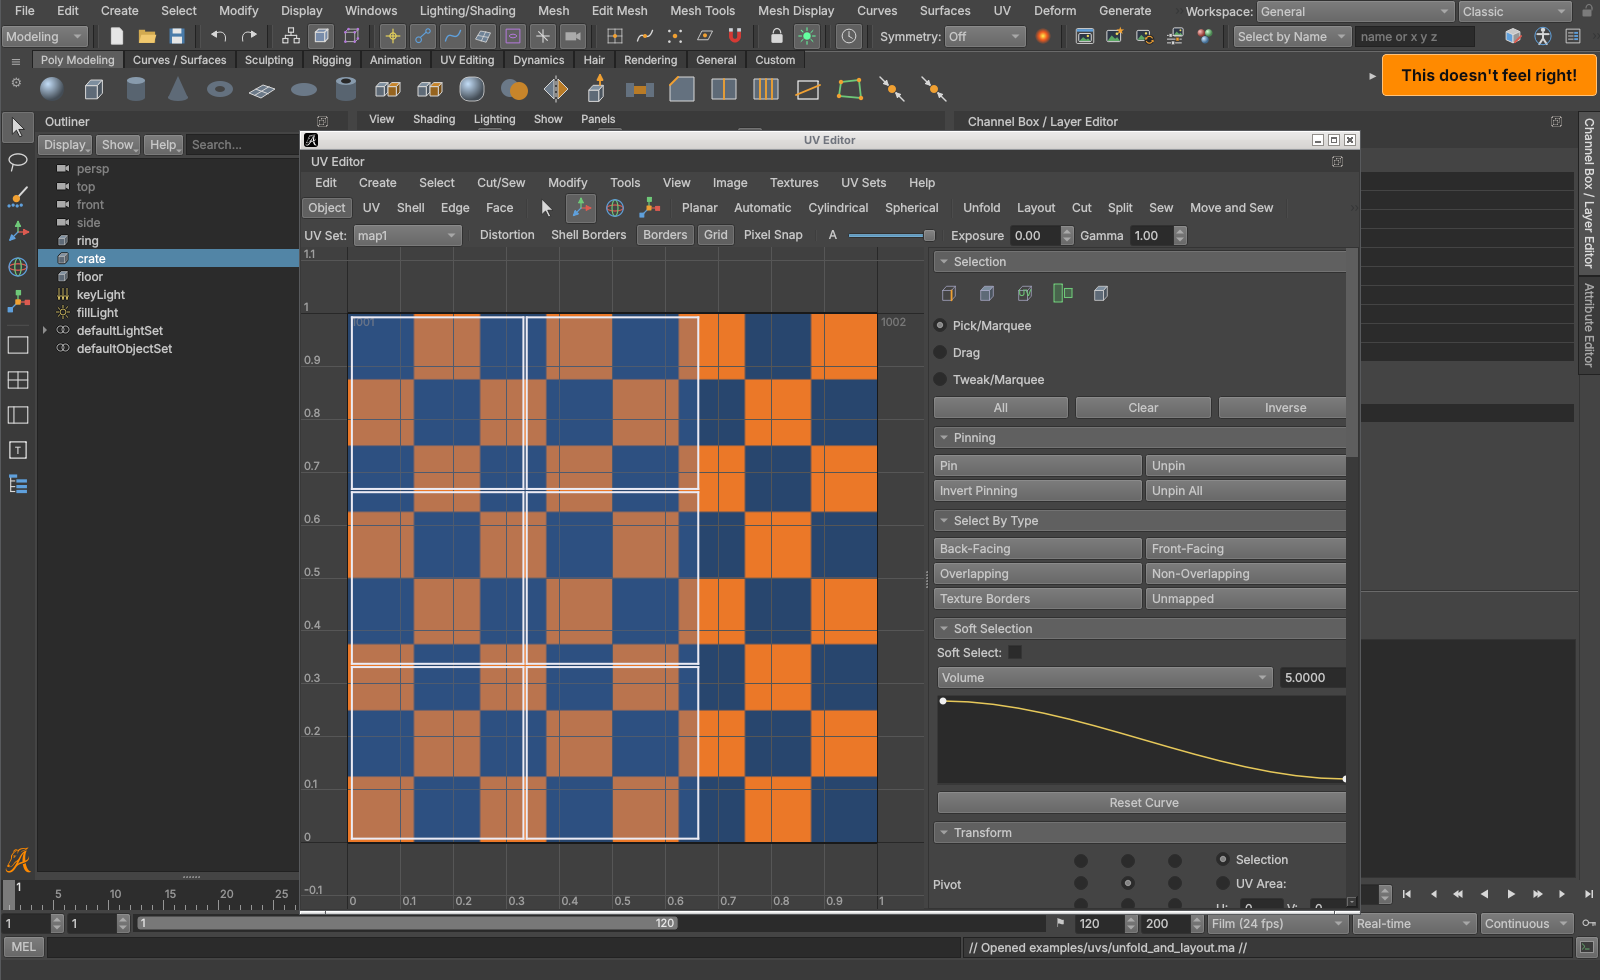 File Edit Create Select Modify Display Windows Lighting/Shading Mesh Edit Mesh Mesh Tools Mesh Display Curves Surfaces UV Deform Generate Workspace: General Classic
Modeling Symmetry: Off Select by Name name or x y z
Poly Modeling Curves / Surfaces Sculpting Rigging Animation UV Editing Dynamics Hair Rendering General Custom
This doesn't feel right!
Outliner
View Shading Lighting Show Panels
Channel Box / Layer Editor
Display Show Help Search...
persp
top
front
side
ring
crate
floor
keyLight
fillLight
defaultLightSet
defaultObjectSet
UV Editor
UV Editor
Edit Create Select Cut/Sew Modify Tools View Image Textures UV Sets Help
Object UV Shell Edge Face Planar Automatic Cylindrical Spherical Unfold Layout Cut Split Sew Move and Sew
UV Set: map1 Distortion Shell Borders Borders Grid Pixel Snap A Exposure 0.00 Gamma 1.00
1.1
1
1001
1002
0.9
0.8
0.7
0.6
0.5
0.4
0.3
0.2
0.1
0
-0.1
0 0.1 0.2 0.3 0.4 0.5 0.6 0.7 0.8 0.9 1
Selection
UV
Pick/Marquee
Drag
Tweak/Marquee
All Clear Inverse
Pinning
Pin Unpin
Invert Pinning Unpin All
Select By Type
Back-Facing Front-Facing
Overlapping Non-Overlapping
Texture Borders Unmapped
Soft Selection
Soft Select:
Volume 5.0000
Reset Curve
Transform
Selection
Pivot UV Area:
Channel Box / Layer Editor
Attribute Editor
T
1 5 10 15 20 25
1 1 1 120 120 200 Film (24 fps) Real-time Continuous
MEL // Opened examples/uvs/unfold_and_layout.ma //